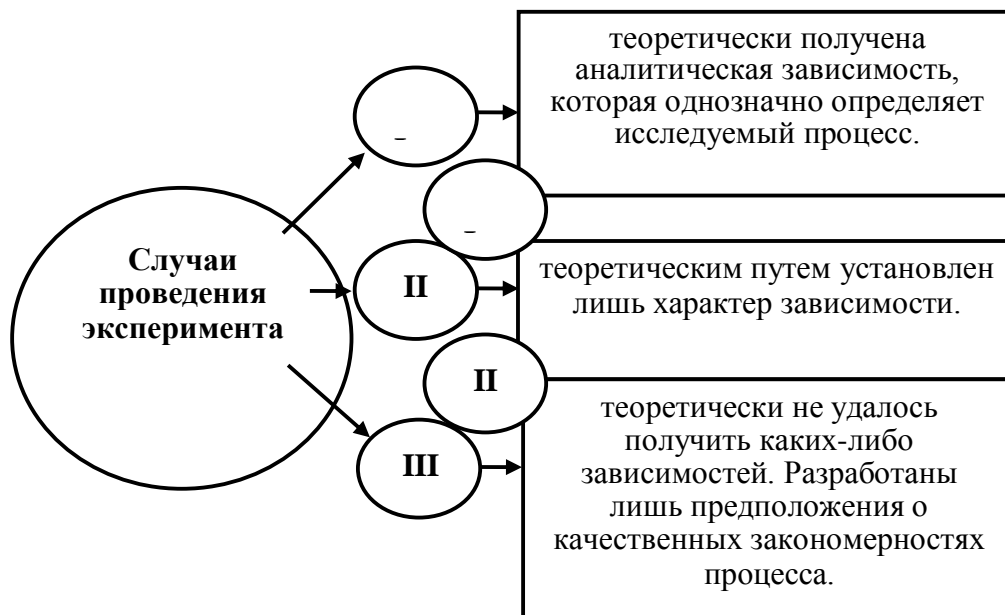 теоретически получена
аналитическая зависимость,
которая однозначно определяет
исследуемый процесс.
Случаи
проведения
эксперимента
II
теоретическим путем установлен
лишь характер зависимости.
II
III
теоретически не удалось
получить каких-либо
зависимостей. Разработаны
лишь предположения о
качественных закономерностях
процесса.